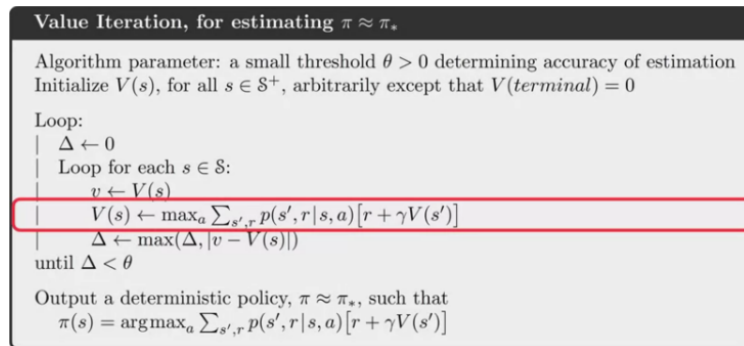 Value Iteration, for estimating π ≈ π*
Algorithm parameter: a small threshold θ > 0 determining accuracy of estimation
Initialize V(s), for all s ∈ S⁺, arbitrarily except that V(terminal) = 0
Loop:
| Δ ← 0
| Loop for each s ∈ S:
| v ← V(s)
| V(s) ← maxₐ ∑ₛ′,ᵣ p(s′, r | s, a)[r + γV(s′)]
| Δ ← max(Δ, |v − V(s)|)
until Δ < θ
Output a deterministic policy, π ≈ π*, such that
π(s) = argmaxₐ ∑ₛ′,ᵣ p(s′, r | s, a)[r + γV(s′)]